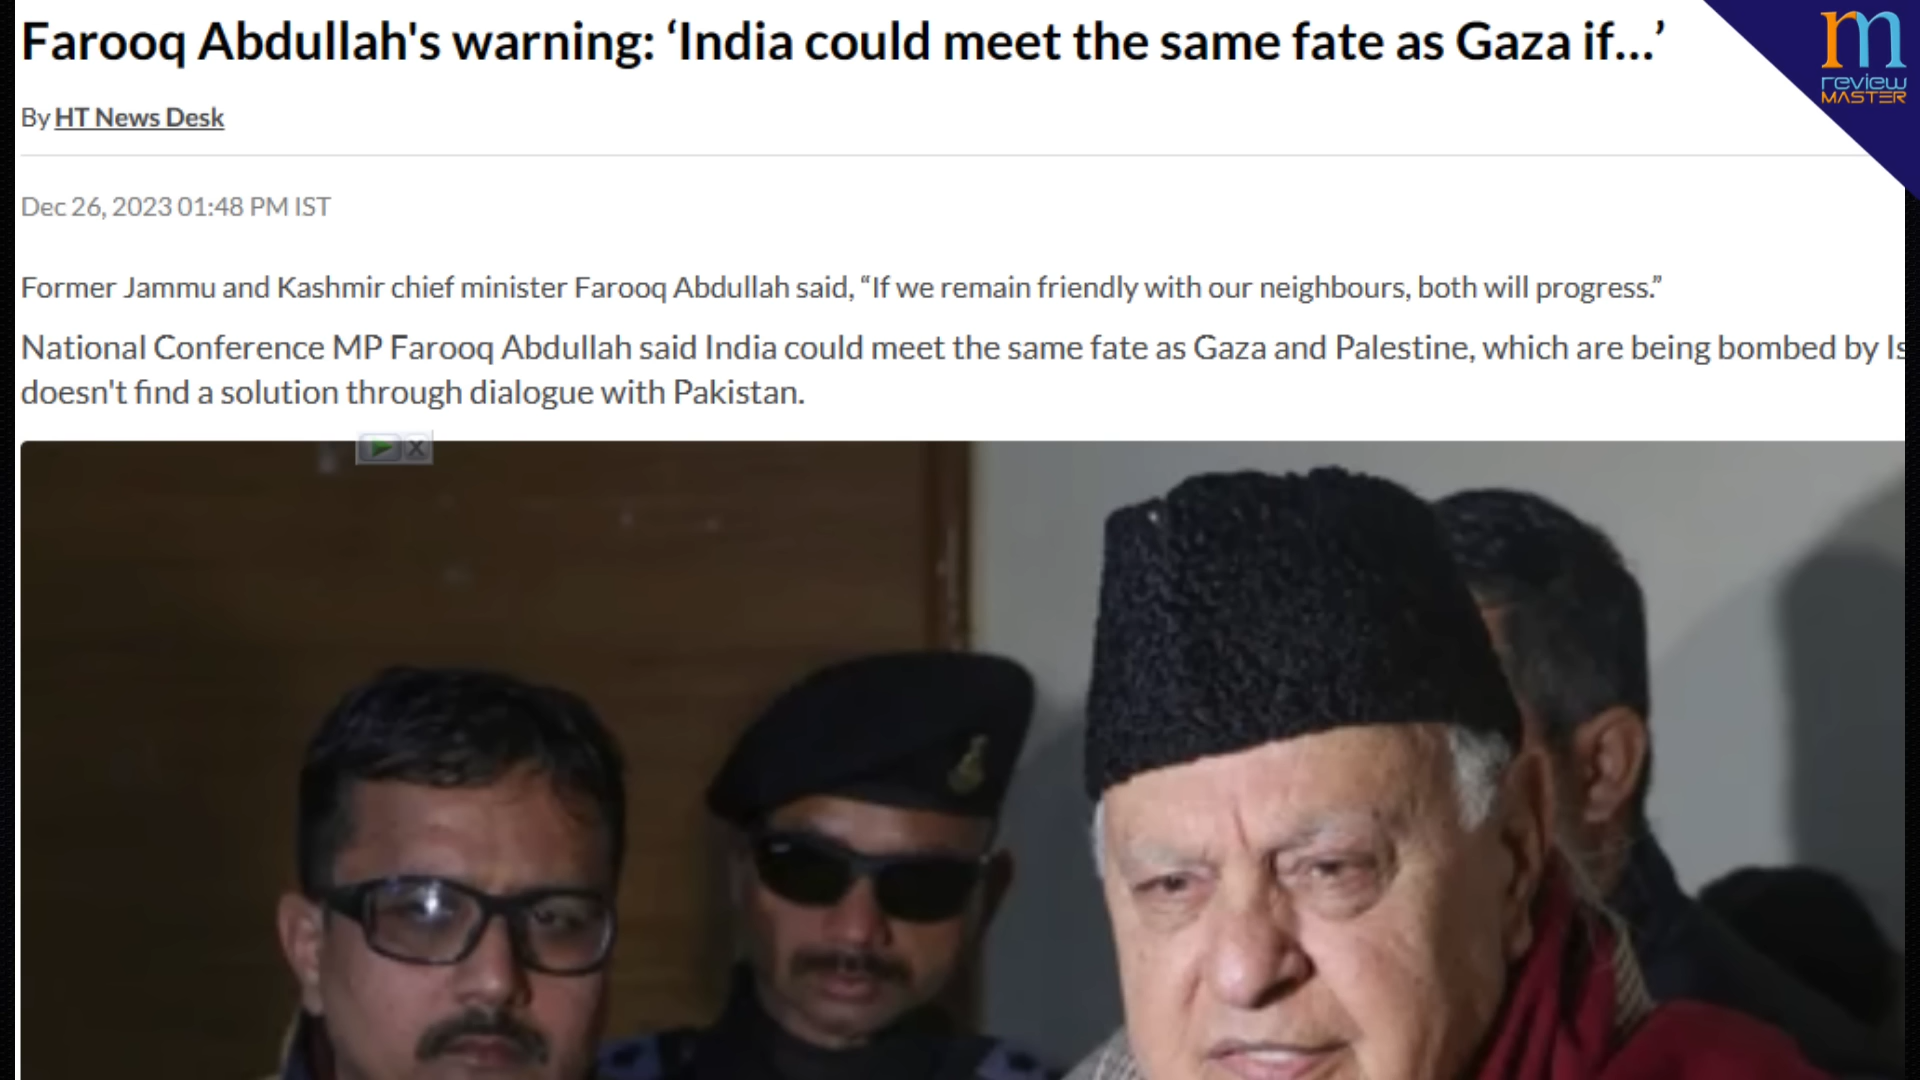 Farooq Abdullah's warning: ‘India could meet the same fate as Gaza if...’
By HT News Desk
Dec 26, 2023 01:48 PM IST
Former Jammu and Kashmir chief minister Farooq Abdullah said, “If we remain friendly with our neighbours, both will progress.”
National Conference MP Farooq Abdullah said India could meet the same fate as Gaza and Palestine, which are being bombed by
doesn't find a solution through dialogue with Pakistan.
rm
review
MASTER